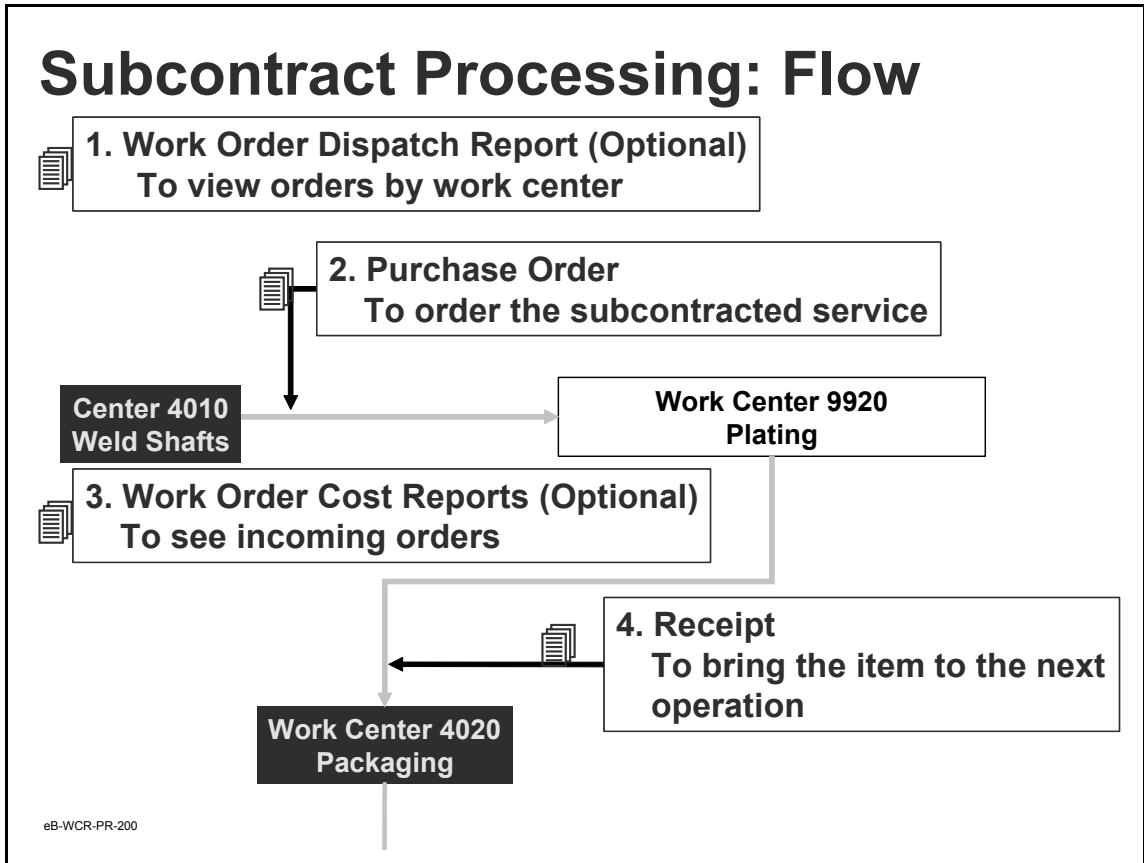 Subcontract Processing: Flow
1. Work Order Dispatch Report (Optional)
To view orders by work center
2. Purchase Order
To order the subcontracted service
Center 4010
Weld Shafts
Work Center 9920
Plating
3. Work Order Cost Reports (Optional)
To see incoming orders
4. Receipt
To bring the item to the next
operation
Work Center 4020
Packaging
eB-WCR-PR-200